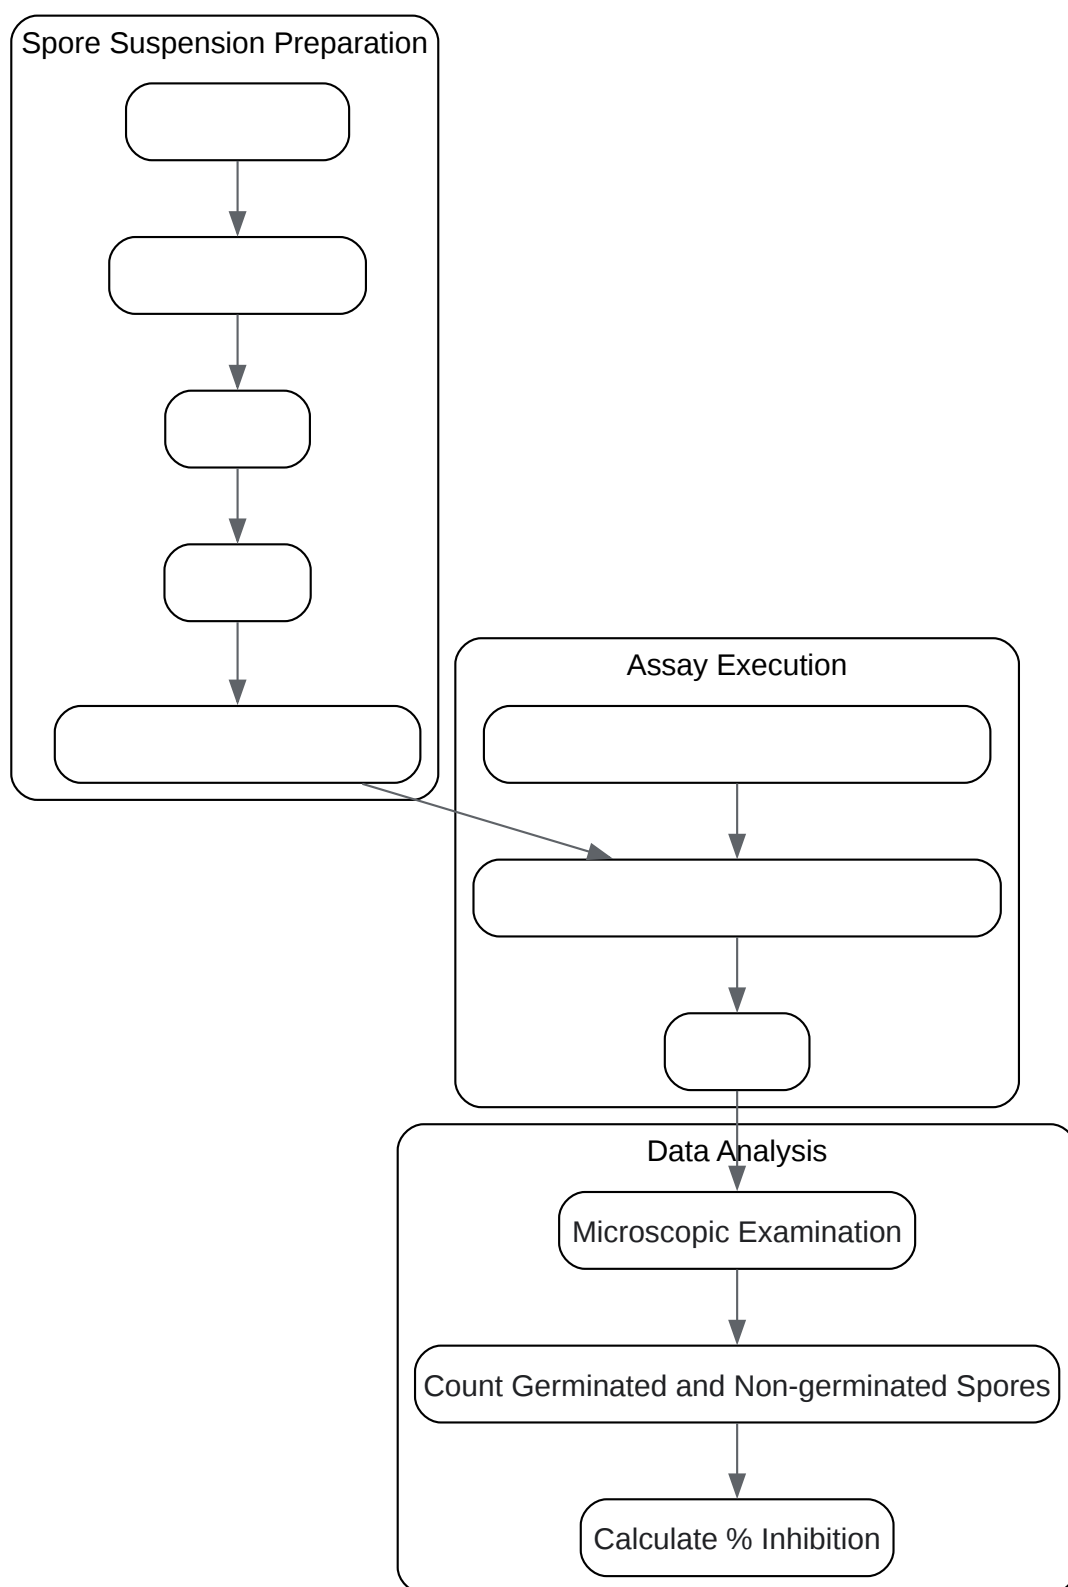 Spore Suspension Preparation
Assay Execution
Data Analysis
Microscopic Examination
Count Germinated and Non-germinated Spores
Calculate % Inhibition